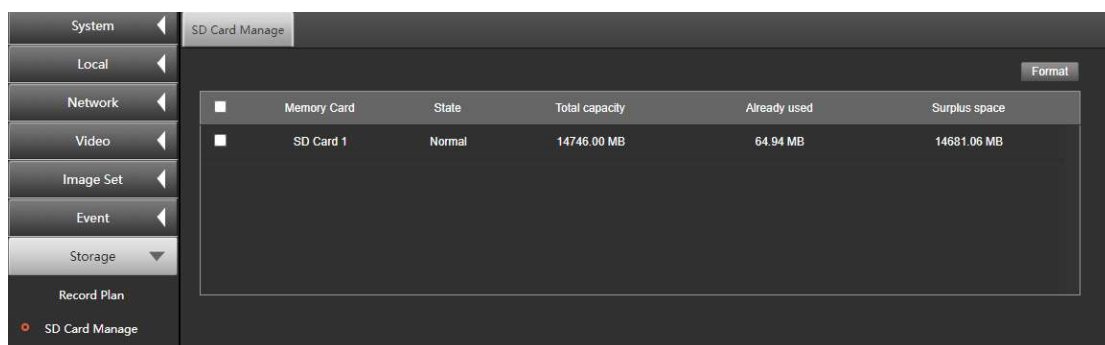 System
Local
Network
Video
Image Set
Event
Storage
Record Plan
SD Card Manage
SD Card Manage
Format
Memory Card State Total capacity Already used Surplus space
SD Card 1 Normal 14746.00 MB 64.94 MB 14681.06 MB